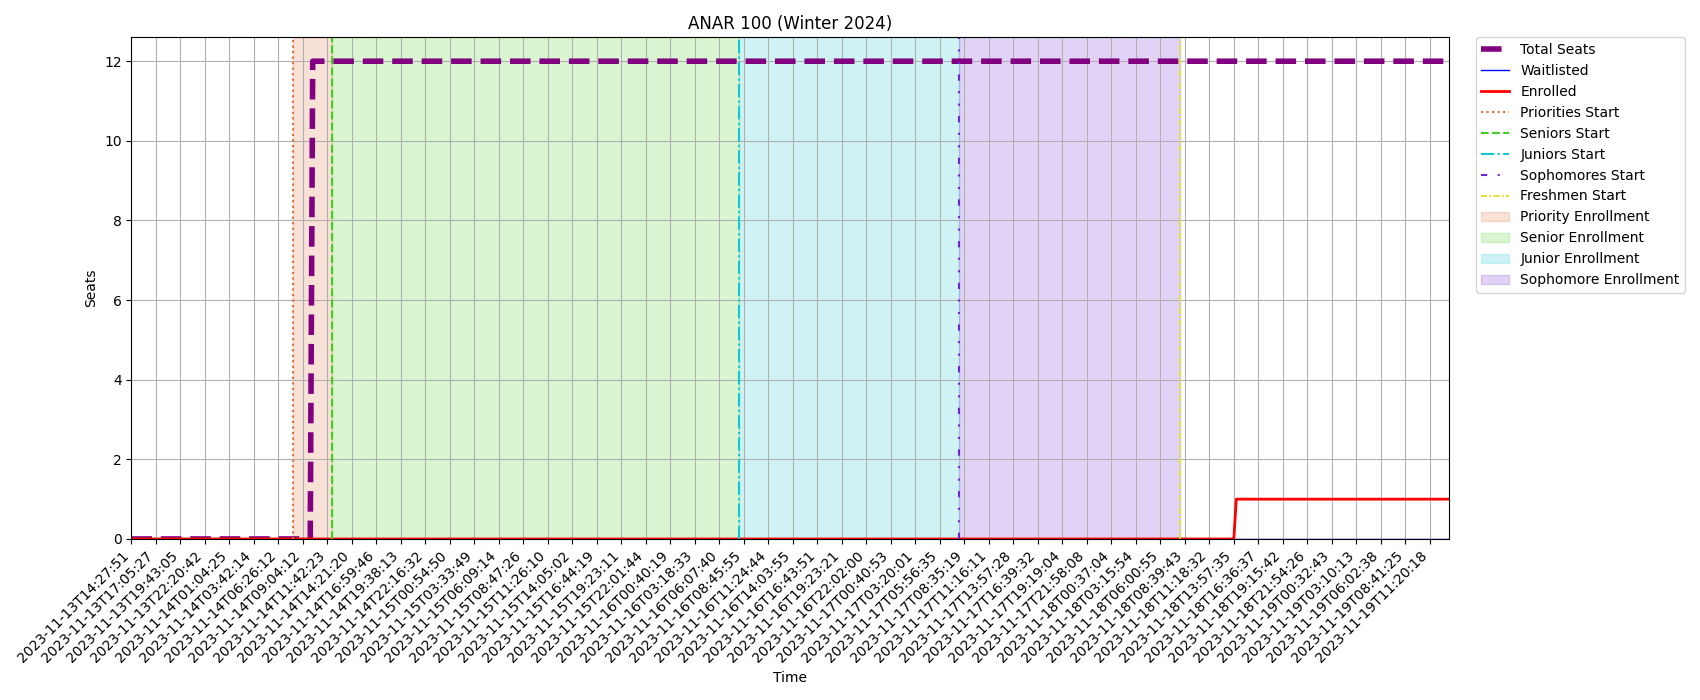 ANAR 100 (Winter 2024)
Seats
12
10
8
6
4
2
0
2023-11-13T14:27:51
2023-11-13T17:05:27
2023-11-13T19:43:05
2023-11-13T22:20:42
2023-11-14T01:04:25
2023-11-14T03:42:14
2023-11-14T06:26:12
2023-11-14T09:04:12
2023-11-14T11:42:23
2023-11-14T14:21:20
2023-11-14T16:59:46
2023-11-14T19:38:13
2023-11-14T22:16:32
2023-11-15T00:54:50
2023-11-15T03:33:49
2023-11-15T06:09:14
2023-11-15T08:47:26
2023-11-15T11:26:10
2023-11-15T14:05:02
2023-11-15T16:44:19
2023-11-15T19:23:11
2023-11-15T22:01:44
2023-11-16T00:40:19
2023-11-16T03:18:33
2023-11-16T06:07:40
2023-11-16T08:45:55
2023-11-16T11:24:44
2023-11-16T14:03:55
2023-11-16T16:43:51
2023-11-16T19:23:21
2023-11-16T22:02:00
2023-11-17T00:40:53
2023-11-17T03:20:01
2023-11-17T05:56:35
2023-11-17T08:35:19
2023-11-17T11:16:11
2023-11-17T13:57:28
2023-11-17T16:39:32
2023-11-17T19:19:04
2023-11-17T21:58:08
2023-11-18T00:37:04
2023-11-18T03:15:54
2023-11-18T06:00:55
2023-11-18T08:39:43
2023-11-18T11:18:32
2023-11-18T13:57:35
2023-11-18T16:36:37
2023-11-18T19:15:42
2023-11-18T21:54:26
2023-11-19T00:32:43
2023-11-19T03:10:13
2023-11-19T06:02:38
2023-11-19T08:41:25
2023-11-19T11:20:18
Time
Total Seats
Waitlisted
Enrolled
Priorities Start
Seniors Start
Juniors Start
Sophomores Start
Freshmen Start
Priority Enrollment
Senior Enrollment
Junior Enrollment
Sophomore Enrollment